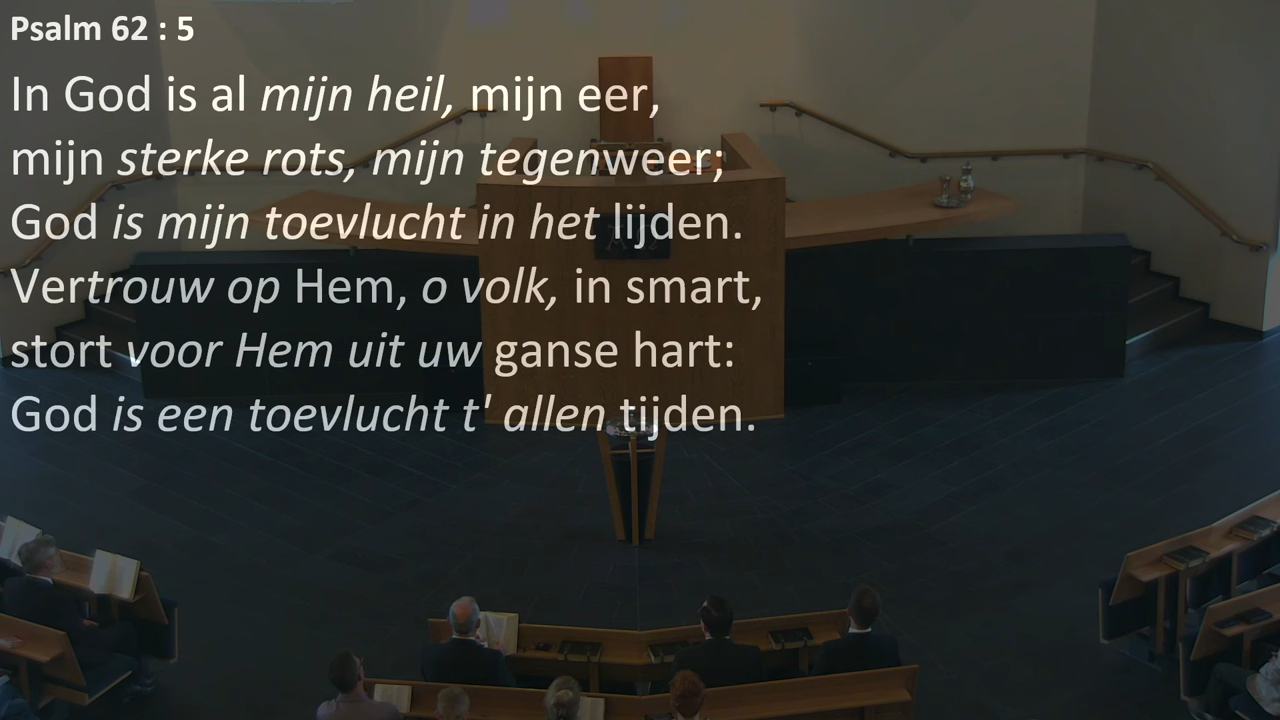 Psalm 62 : 5
In God is al mijn heil, mijn eer,
mijn sterke rots, mijn tegenweer;
God is mijn toevlucht in het lijden.
Vertrouw op Hem, o volk, in smart,
stort voor Hem uit uw ganse hart:
God is een toevlucht t' allen tijden.